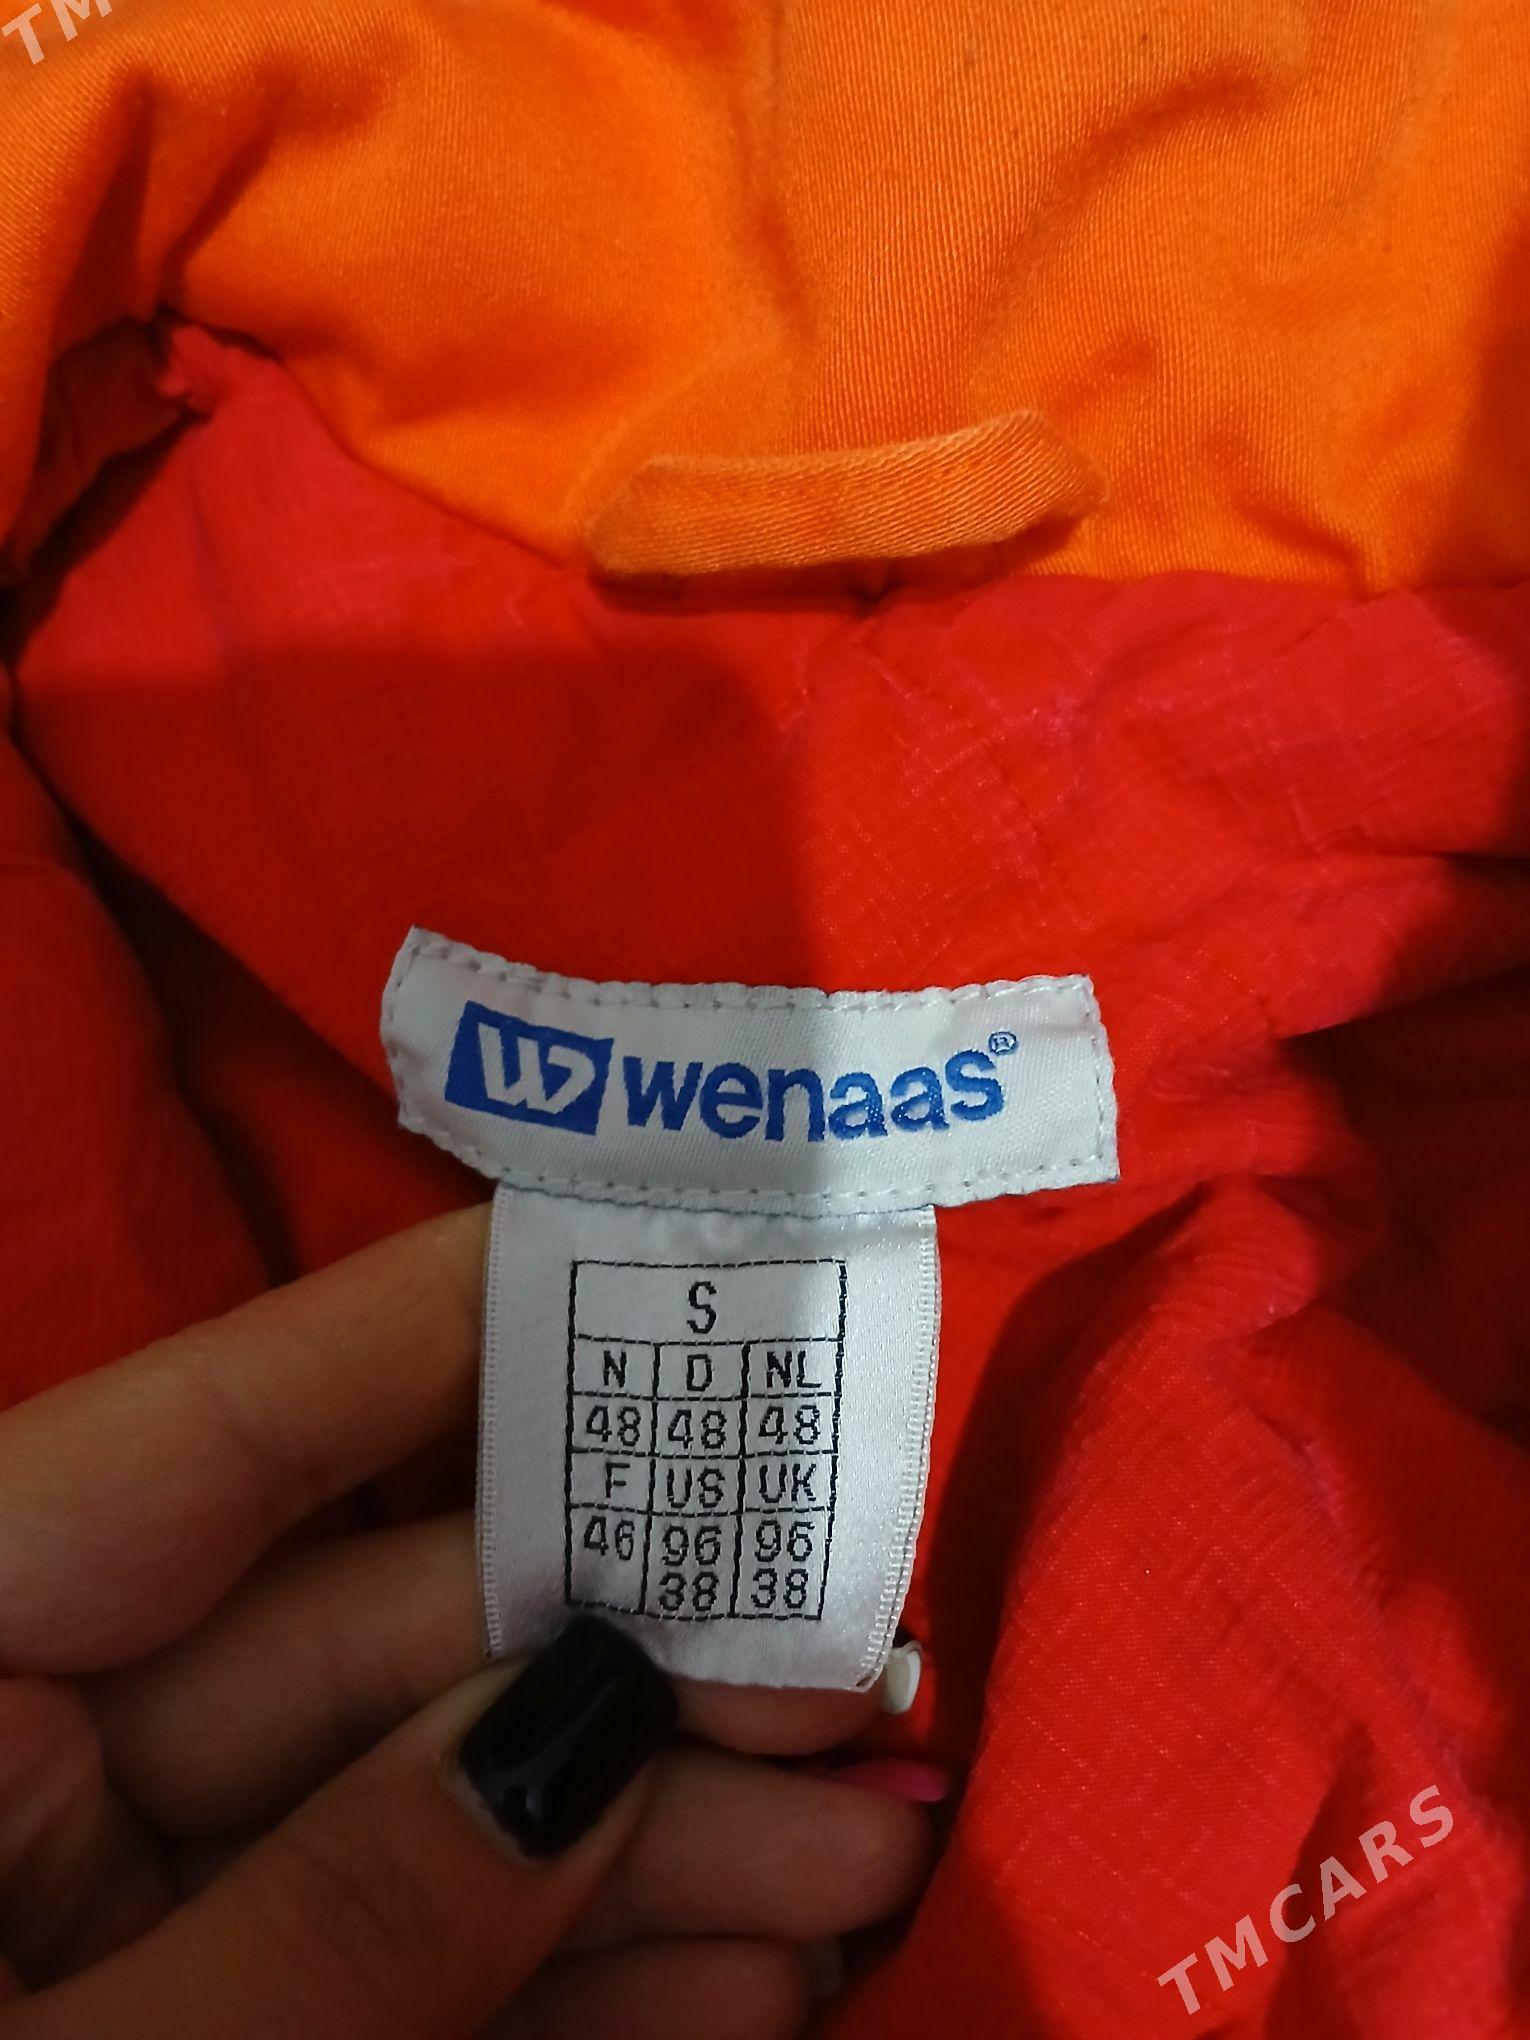 TM
W wenaas®
S
N D NL
48 48 48
F US UK
46 96 96
38 38
TMCARS